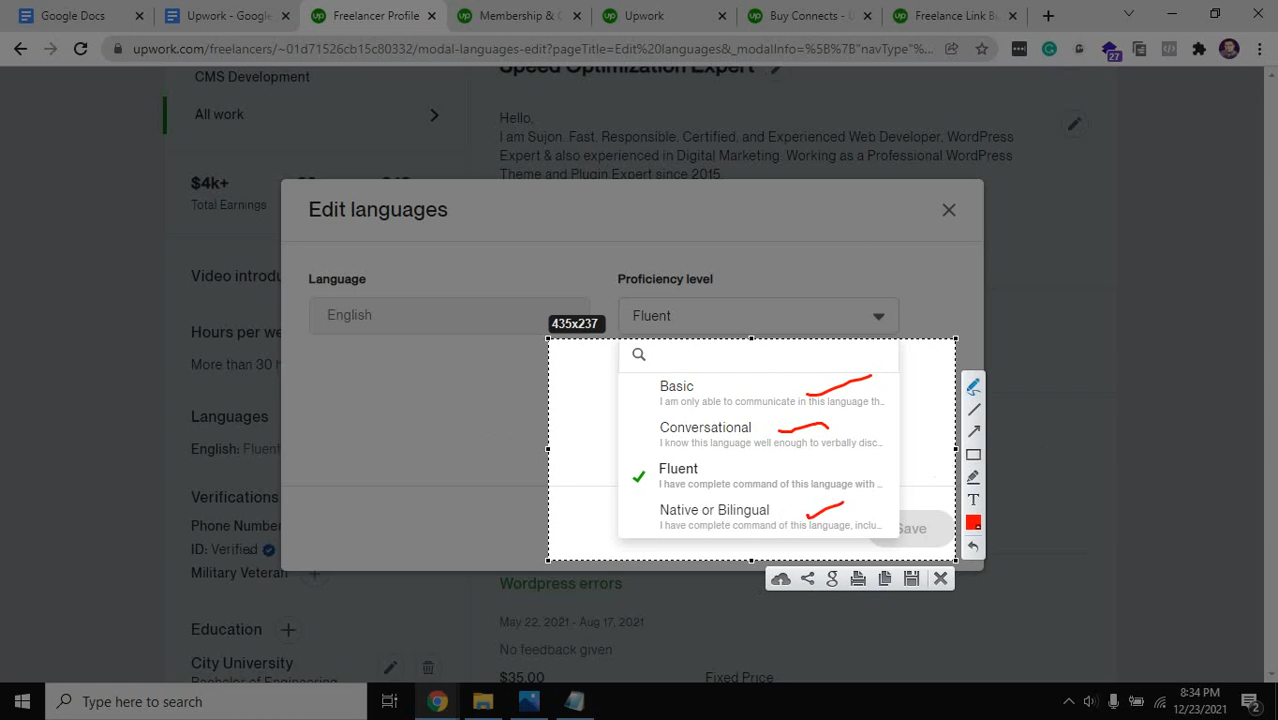 Google Docs
Upwork - Google
Freelancer Profile
Membership & C
Upwork
Buy Connects - U
Freelance Link Bu
upwork.com/freelancers/~01d71526cb15c80332/modal-languages-edit?pageTitle=Edit%20languages&_modalInfo=%5B%7B"navType"%...
27
CMS Development
All work
Speed Optimization Expert
Hello,
I am Sujon. Fast, Responsible, Certified, and Experienced Web Developer, WordPress
Expert & also experienced in Digital Marketing. Working as a Professional WordPress
Theme and Plugin Expert since 2015.
$4k+
Total Earnings
Edit languages
Video introdu
Language
Proficiency level
English
Fluent
435x237
Hours per we
More than 30 h
Basic
I am only able to communicate in this language th...
Languages
Conversational
I know this language well enough to verbally disc...
English: Fluent
Fluent
I have complete command of this language with ...
Verifications
Native or Bilingual
I have complete command of this language, inclu...
Phone Number
Save
T
ID: Verified
Military Veteran
Wordpress errors
May 22, 2021 - Aug 17, 2021
Education
No feedback given
City University
Bachelor of Engineering
$35.00
Fixed Price
Type here to search
8:34 PM
12/23/2021
2